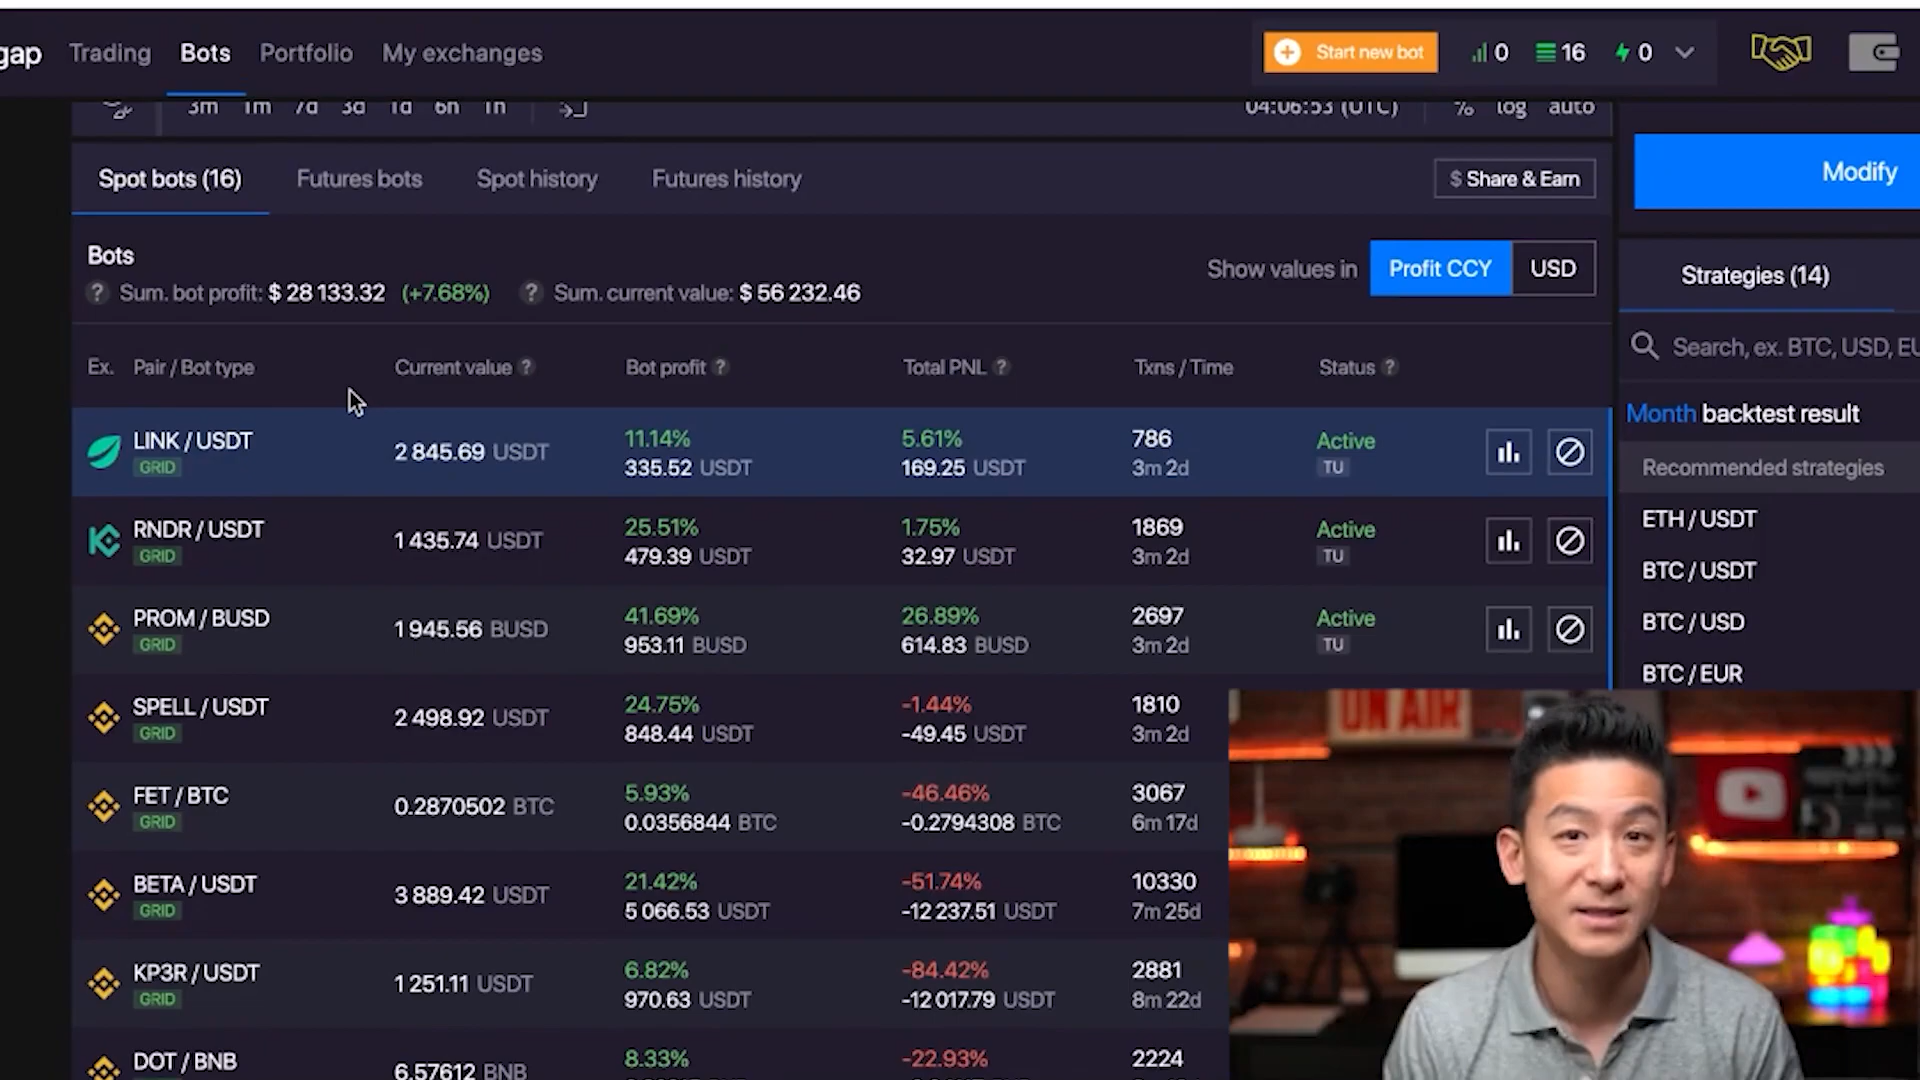 gap Trading Bots Portfolio My exchanges Start new bot 0 16 0
3m 1m 7d 3d 1d 6h 1h 04:06:53 (UTC) % log auto
Spot bots (16) Futures bots Spot history Futures history $ Share & Earn Modify
Bots
? Sum. bot profit: $ 28 133.32 (+7.68%) ? Sum. current value: $ 56 232.46
Show values in Profit CCY USD
Strategies (14)
Search, ex. BTC, USD, EU
Ex. Pair / Bot type Current value ? Bot profit ? Total PNL ? Txns / Time Status ?
LINK / USDT 2 845.69 USDT 11.14% 5.61% 786 Active
GRID 335.52 USDT 169.25 USDT 3m 2d TU
RNDR / USDT 1 435.74 USDT 25.51% 1.75% 1869 Active
GRID 479.39 USDT 32.97 USDT 3m 2d TU
PROM / BUSD 1 945.56 BUSD 41.69% 26.89% 2697 Active
GRID 953.11 BUSD 614.83 BUSD 3m 2d TU
SPELL / USDT 2 498.92 USDT 24.75% -1.44% 1810
GRID 848.44 USDT -49.45 USDT 3m 2d
FET / BTC 0.2870502 BTC 5.93% -46.46% 3067
GRID 0.0356844 BTC -0.2794308 BTC 6m 17d
BETA / USDT 3 889.42 USDT 21.42% -51.74% 10330
GRID 5 066.53 USDT -12 237.51 USDT 7m 25d
KP3R / USDT 1 251.11 USDT 6.82% -84.42% 2881
GRID 970.63 USDT -12 017.79 USDT 8m 22d
DOT / BNB 6.57612 BNB 8.33% -22.93% 2224
Month backtest result
Recommended strategies
ETH / USDT
BTC / USDT
BTC / USD
BTC / EUR
ON AIR